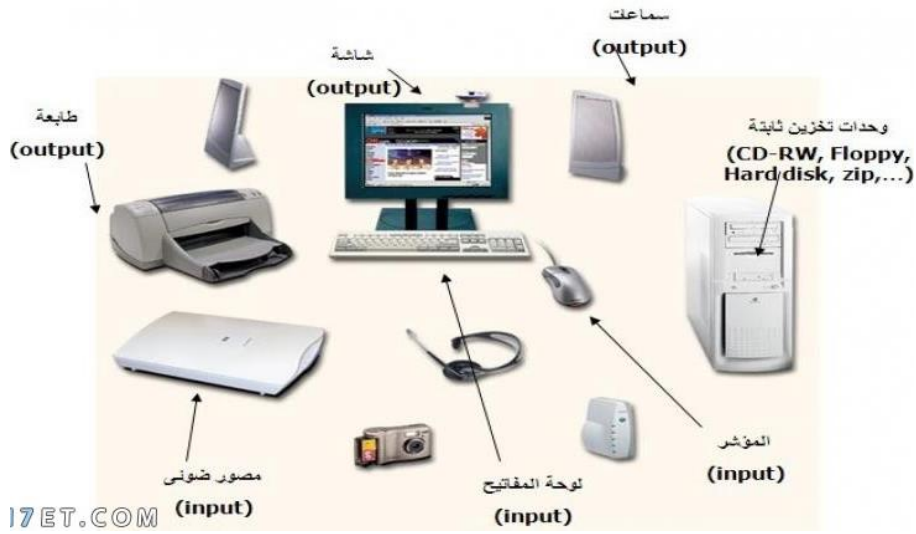 سماعات
(output)
شاشة
(output)
طابعة
(output)
وحدات تخزين ثابتة
(CD-RW, Floppy,
Hard disk, zip,...)
المؤشر
(input)
لوحة المفاتيح
(input)
مصور ضوئى
(input)
17ET.COM